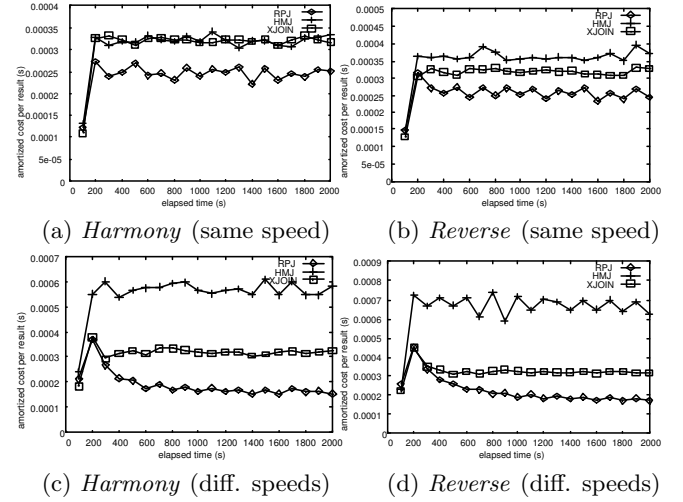 amortized cost per result (s)
0.0004
0.00035
0.0003
0.00025
0.0002
0.00015
0.0001
5e-05
0
0 200 400 600 800 1000 1200 1400 1600 1800 2000
elapsed time (s)
RPJ
HMJ
XJOIN
(a) Harmony (same speed)
amortized cost per result (s)
0.0005
0.00045
0.0004
0.00035
0.0003
0.00025
0.0002
0.00015
0.0001
5e-05
0
0 200 400 600 800 1000 1200 1400 1600 1800 2000
elapsed time (s)
RPJ
HMJ
XJOIN
(b) Reverse (same speed)
amortized cost per result (s)
0.0007
0.0006
0.0005
0.0004
0.0003
0.0002
0.0001
0
0 200 400 600 800 1000 1200 1400 1600 1800 2000
elapsed time (s)
RPJ
HMJ
XJOIN
(c) Harmony (diff. speeds)
amortized cost per result (s)
0.0009
0.0008
0.0007
0.0006
0.0005
0.0004
0.0003
0.0002
0.0001
0
0 200 400 600 800 1000 1200 1400 1600 1800 2000
elapsed time (s)
RPJ
HMJ
XJOIN
(d) Reverse (diff. speeds)